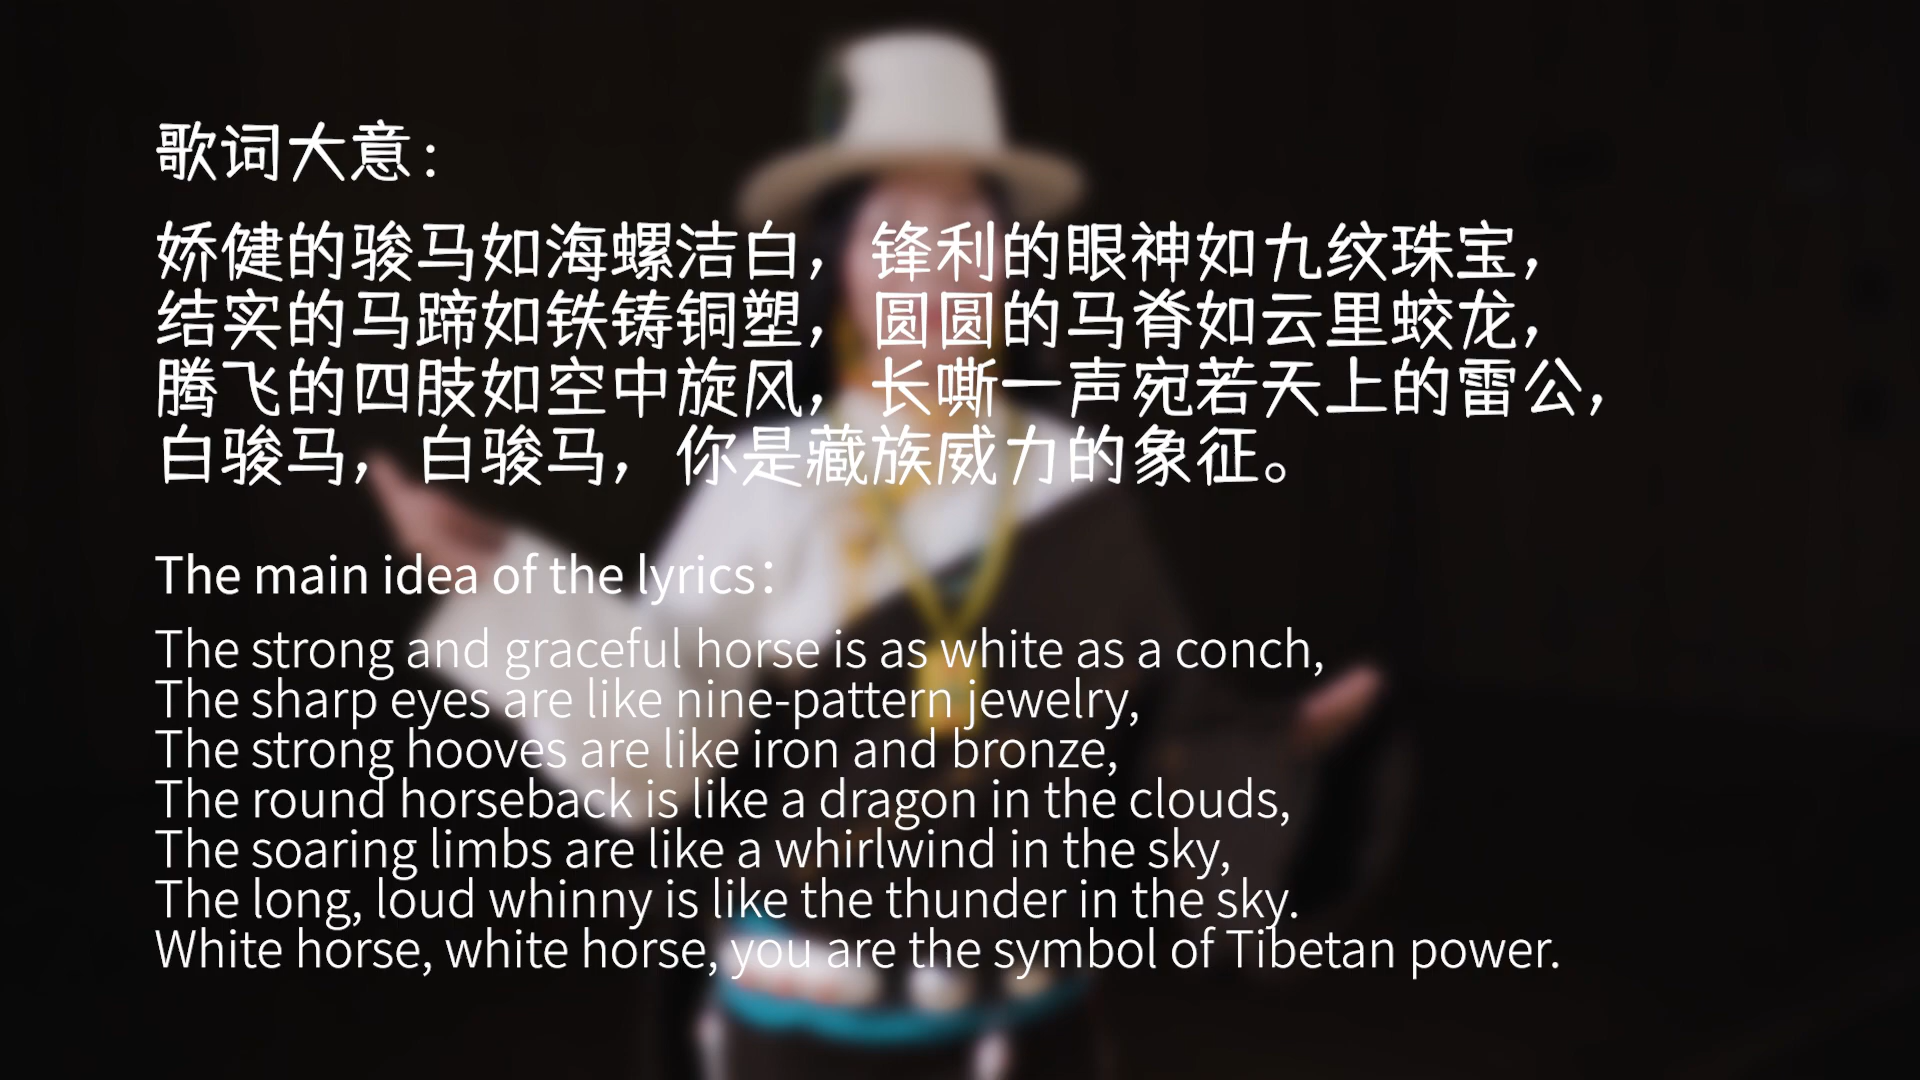 歌词大意：
娇健的骏马如海螺洁白，锋利的眼神如九纹珠宝，
结实的马蹄如铁铸铜塑，圆圆的马脊如云里蛟龙，
腾飞的四肢如空中旋风，长嘶一声宛若天上的雷公，
白骏马，白骏马，你是藏族威力的象征。
The main idea of the lyrics：
The strong and graceful horse is as white as a conch,
The sharp eyes are like nine-pattern jewelry,
The strong hooves are like iron and bronze,
The round horseback is like a dragon in the clouds,
The soaring limbs are like a whirlwind in the sky,
The long, loud whinny is like the thunder in the sky.
White horse, white horse, you are the symbol of Tibetan power.